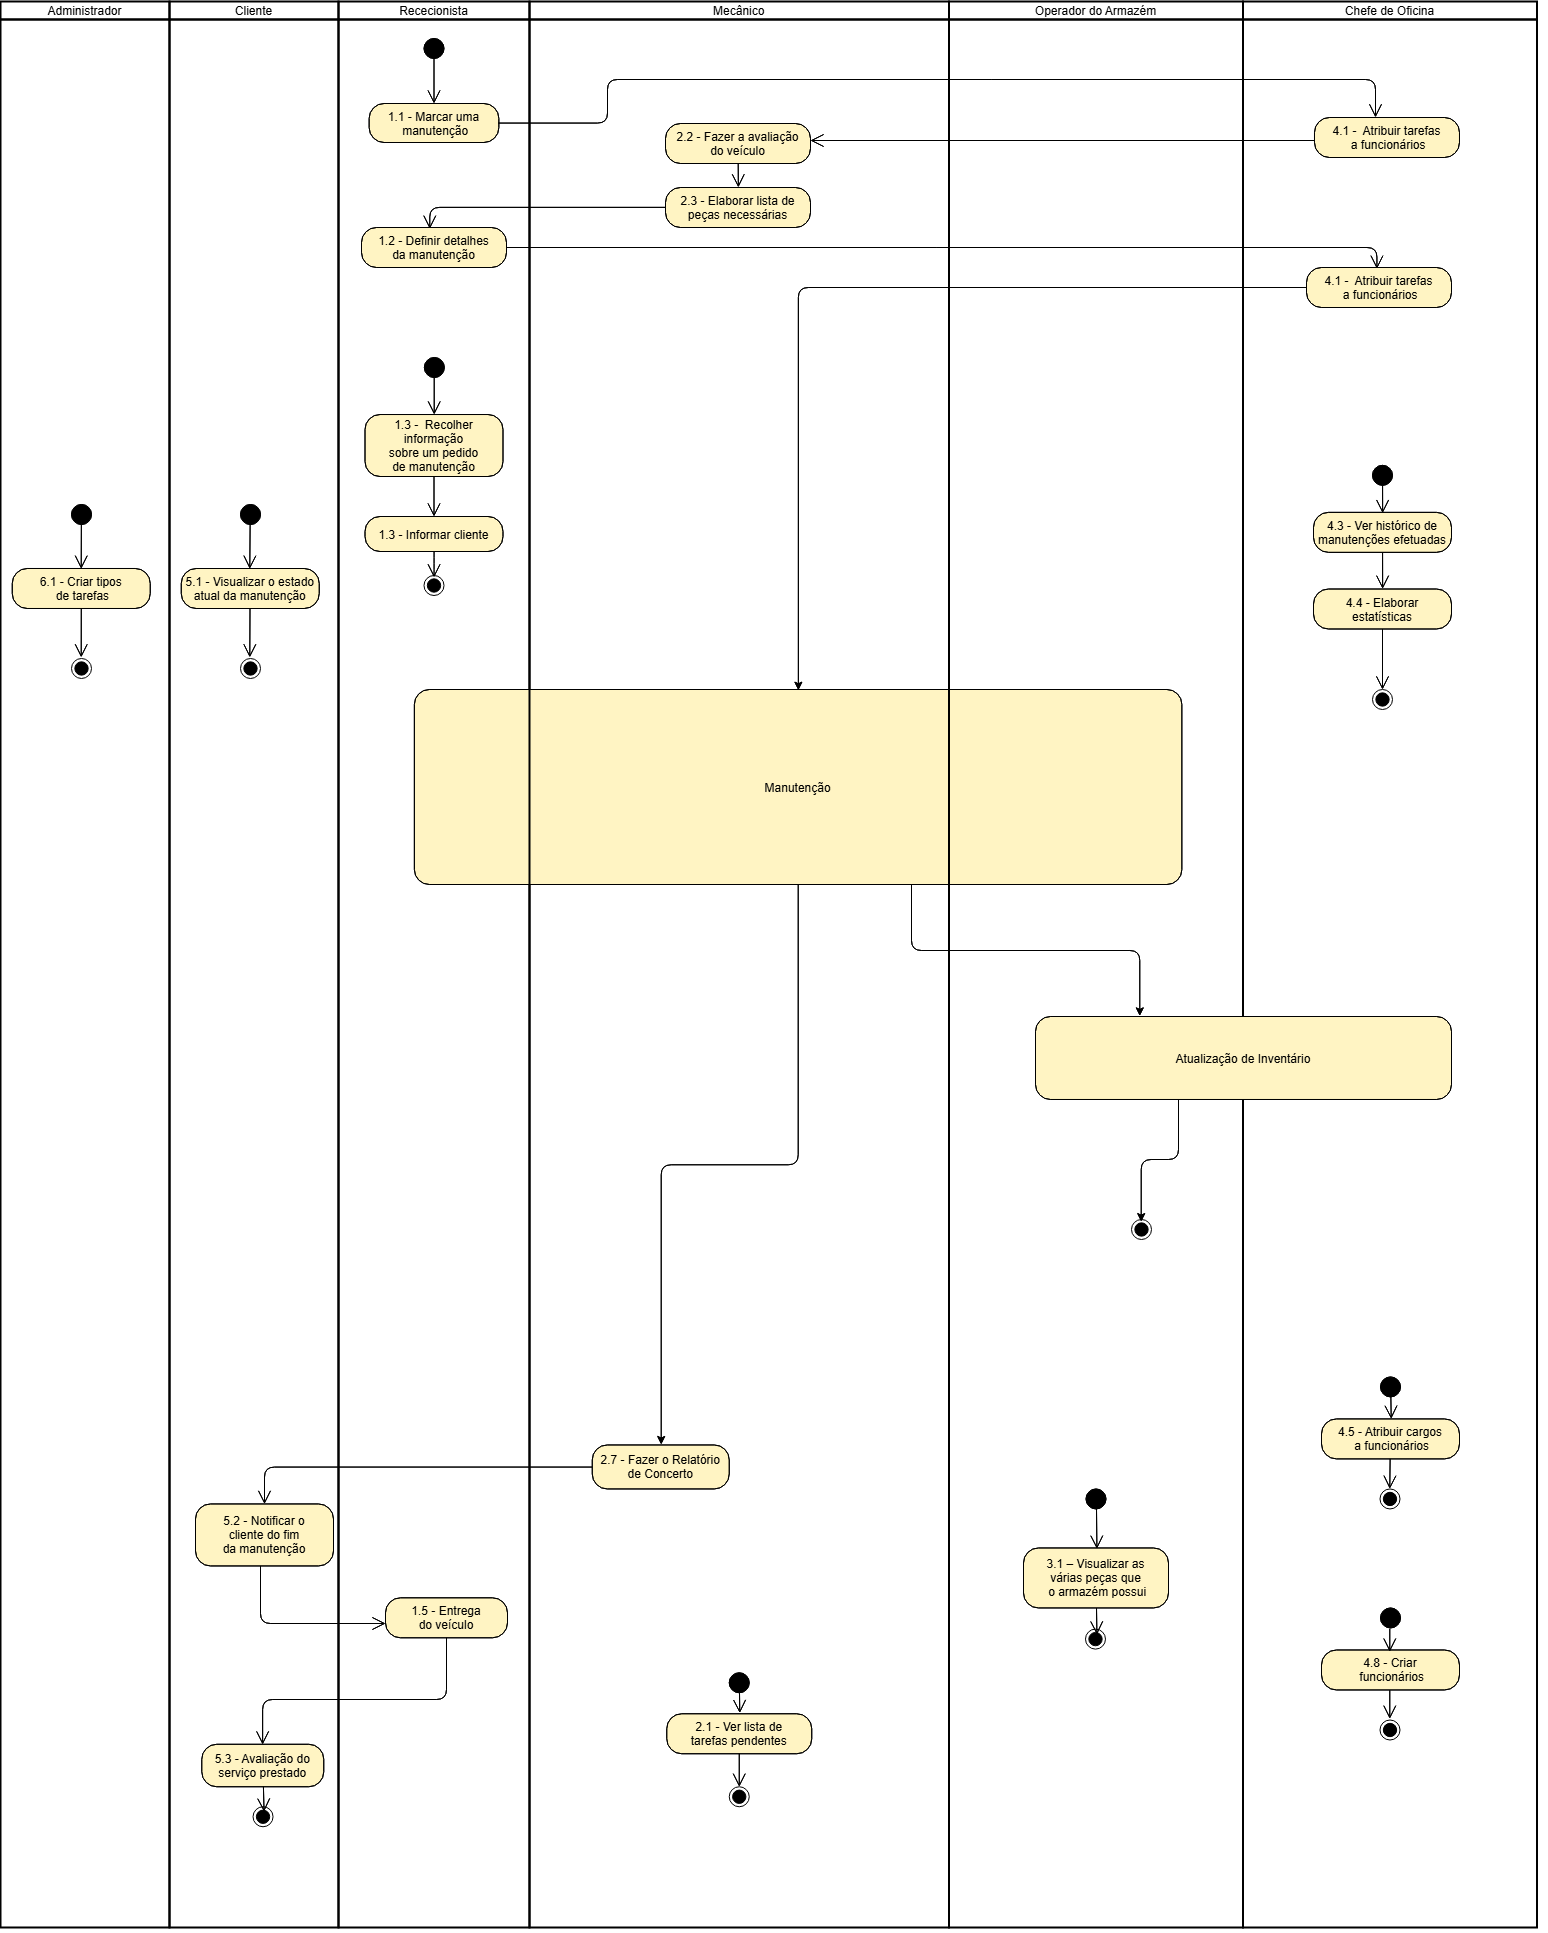 Administrador
Cliente
Rececionista
Mecânico
Operador do Armazém
Chefe de Oficina
1.1 - Marcar uma
manutenção
4.1 - Atribuir tarefas
a funcionários
2.2 - Fazer a avaliação
do veículo
2.3 - Elaborar lista de
peças necessárias
1.2 - Definir detalhes
da manutenção
4.1 - Atribuir tarefas
a funcionários
1.3 - Recolher
informação
sobre um pedido
de manutenção
1.3 - Informar cliente
4.3 - Ver histórico de
manutenções efetuadas
6.1 - Criar tipos
de tarefas
5.1 - Visualizar o estado
atual da manutenção
4.4 - Elaborar
estatísticas
Manutenção
Atualização de Inventário
4.5 - Atribuir cargos
a funcionários
2.7 - Fazer o Relatório
de Concerto
5.2 - Notificar o
cliente do fim
da manutenção
3.1 – Visualizar as
várias peças que
o armazém possui
1.5 - Entrega
do veículo
4.8 - Criar
funcionários
2.1 - Ver lista de
tarefas pendentes
5.3 - Avaliação do
serviço prestado